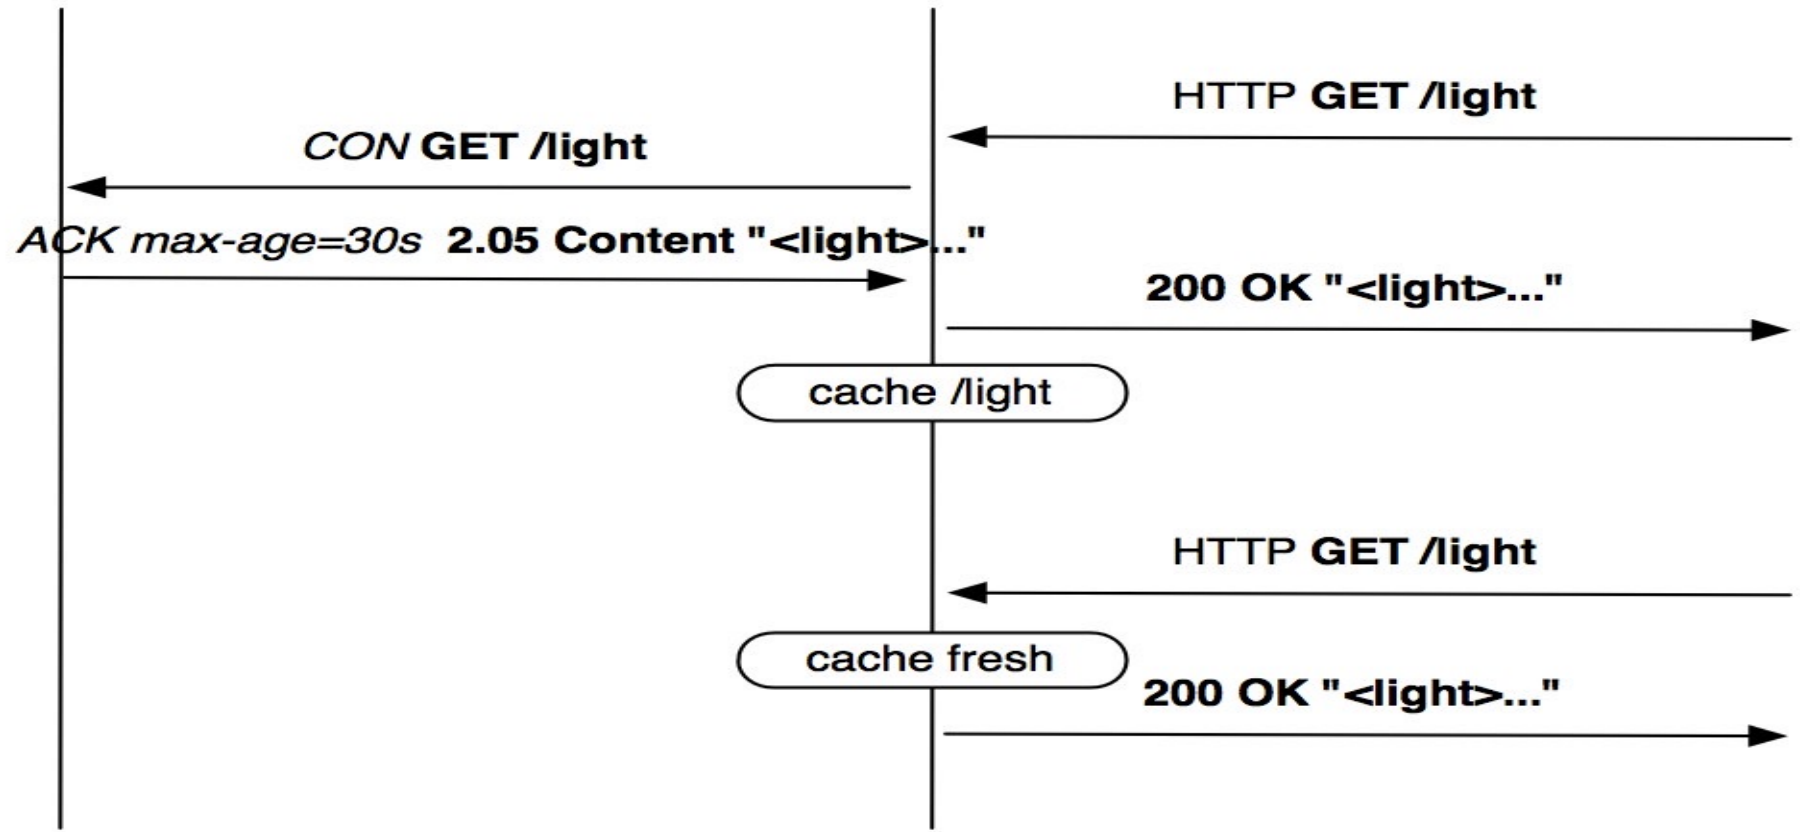 HTTP GET /light
CON GET /light
ACK max-age=30s 2.05 Content "<light>..."
200 OK "<light>..."
cache /light
HTTP GET /light
cache fresh
200 OK "<light>..."